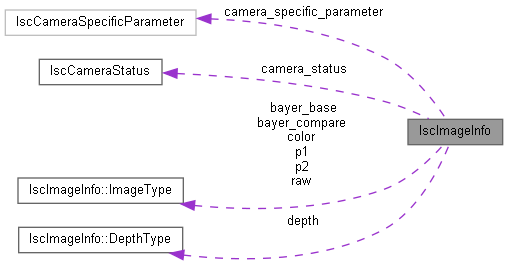 camera_specific_parameter
IscCameraSpecificParameter
camera_status
IscCameraStatus
bayer_base
bayer_compare
color
p1
p2
raw
IscImageInfo
IscImageInfo::ImageType
depth
IscImageInfo::DepthType